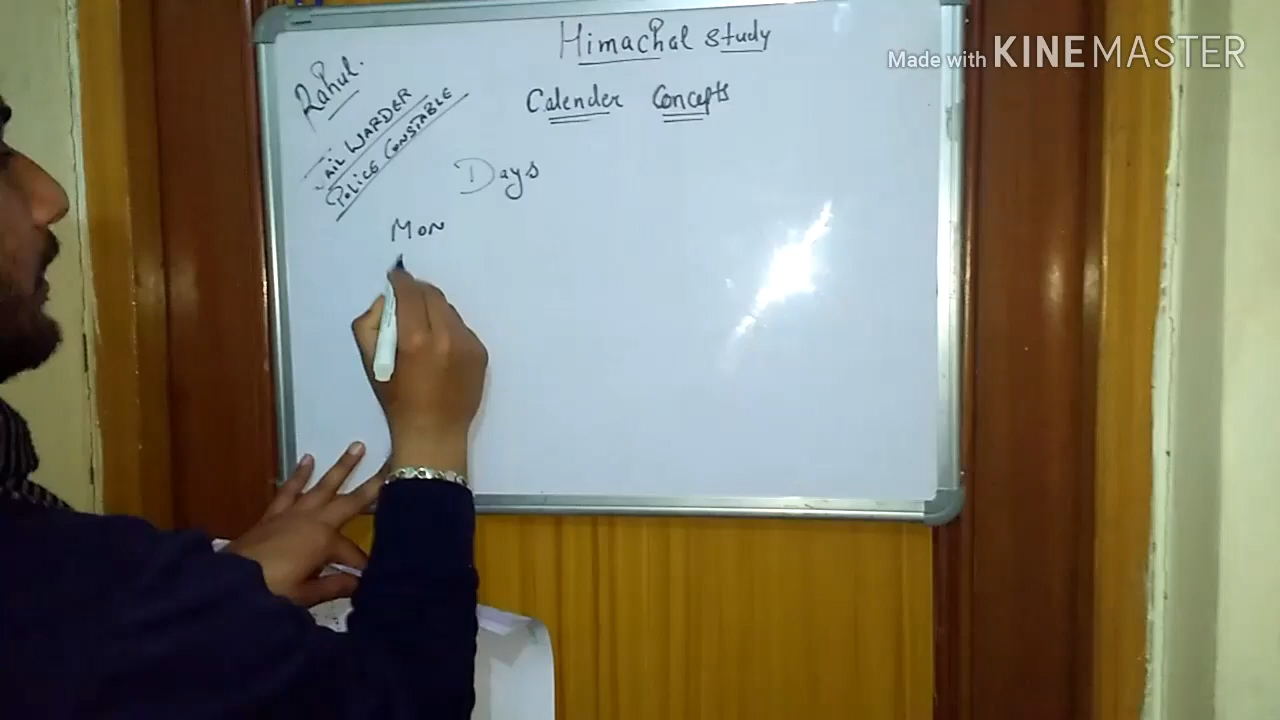 Himachal Study
Made with KINEMASTER
Rahul.
Calender Concepts
JAIL WARDER
POLICE CONSTABLE
Days
Mon